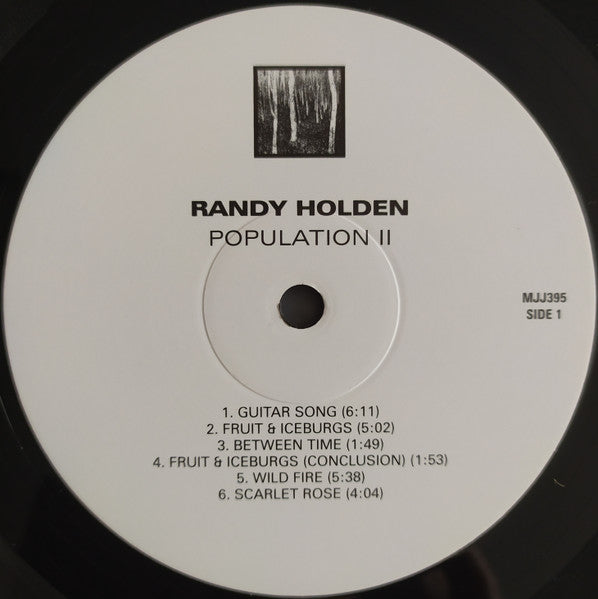 RANDY HOLDEN
POPULATION II
MJJ395
SIDE 1
1. GUITAR SONG (6:11)
2. FRUIT & ICEBURGS (5:02)
3. BETWEEN TIME (1:49)
4. FRUIT & ICEBURGS (CONCLUSION) (1:53)
5. WILD FIRE (5:38)
6. SCARLET ROSE (4:04)